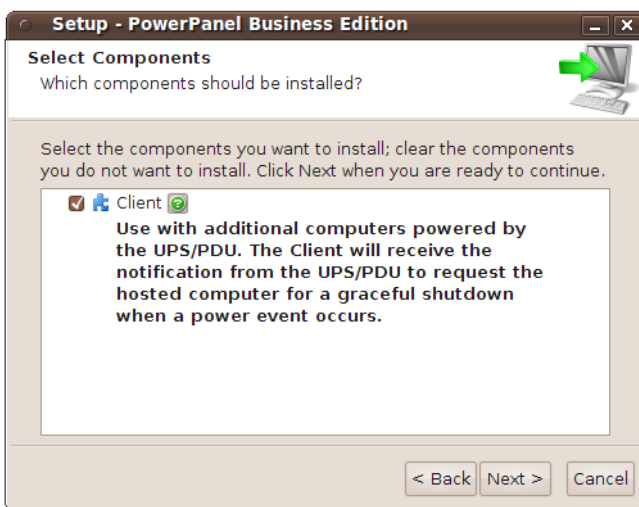 Setup - PowerPanel Business Edition
Select Components
Which components should be installed?
Select the components you want to install; clear the components
you do not want to install. Click Next when you are ready to continue.
Client
Use with additional computers powered by
the UPS/PDU. The Client will receive the
notification from the UPS/PDU to request the
hosted computer for a graceful shutdown
when a power event occurs.
< Back Next > Cancel